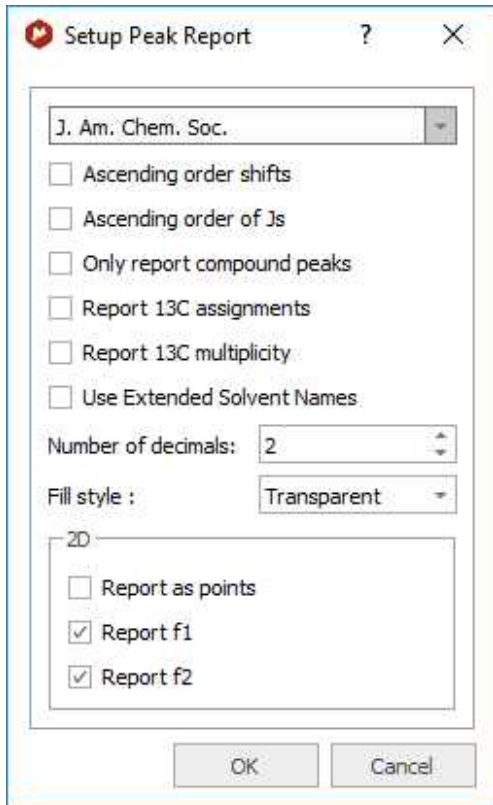 Setup Peak Report ?
J. Am. Chem. Soc.
Ascending order shifts
Ascending order of Js
Only report compound peaks
Report 13C assignments
Report 13C multiplicity
Use Extended Solvent Names
Number of decimals: 2
Fill style : Transparent
2D
Report as points
Report f1
Report f2
OK Cancel